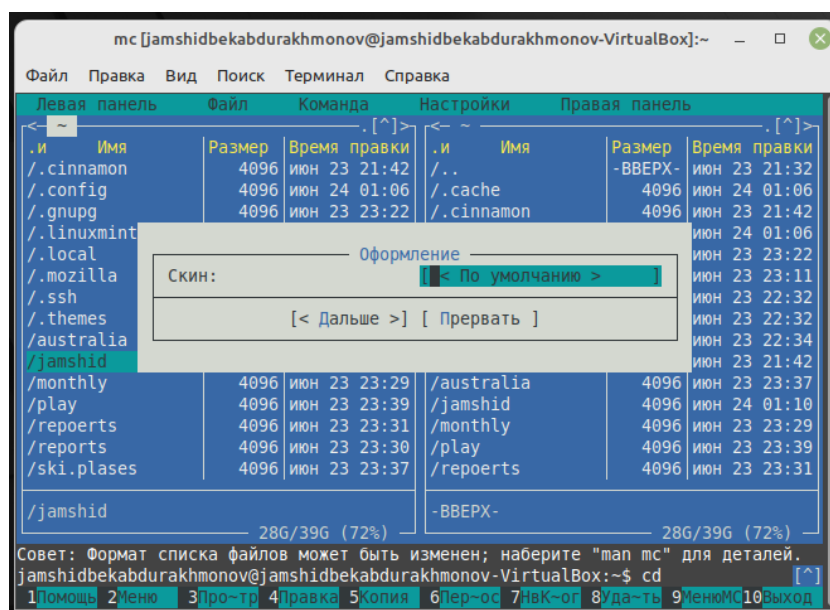 mc [jamshidbekabdurakhmonov@jamshidbekabdurakhmonov-VirtualBox]:~
Файл Правка Вид Поиск Терминал Справка
Левая панель Файл Команда Настройки Правая панель
<— ~ .[^]> <— ~ .[^]>
.и Имя Размер Время правки .и Имя Размер Время правки
/.cinnamon 4096 июн 23 21:42 /.. -ВВЕРХ- июн 23 21:32
/.config 4096 июн 24 01:06 /.cache 4096 июн 24 01:06
/.gnupg 4096 июн 23 23:22 /.cinnamon 4096 июн 23 21:42
/.linuxmint июн 24 01:06
/.local Оформление июн 23 23:22
/.mozilla Скин: [ < По умолчанию > ] июн 23 23:11
/.ssh июн 23 22:32
/.themes [< Дальше >] [ Прервать ] июн 23 22:32
/australia июн 23 22:34
/jamshid июн 23 21:42
/monthly 4096 июн 23 23:29 /australia 4096 июн 23 23:37
/play 4096 июн 23 23:39 /jamshid 4096 июн 24 01:10
/repoerts 4096 июн 23 23:31 /monthly 4096 июн 23 23:29
/reports 4096 июн 23 23:30 /play 4096 июн 23 23:39
/ski.plases 4096 июн 23 23:37 /repoerts 4096 июн 23 23:31
/jamshid -ВВЕРХ-
28G/39G (72%) 28G/39G (72%)
Совет: Формат списка файлов может быть изменен; наберите "man mc" для деталей.
jamshidbekabdurakhmonov@jamshidbekabdurakhmonov-VirtualBox:~$ cd [^]
1Помощь 2Меню 3Про~тр 4Правка 5Копия 6Пер~ос 7НвК~ог 8Уда~ть 9МенюMC 10Выход